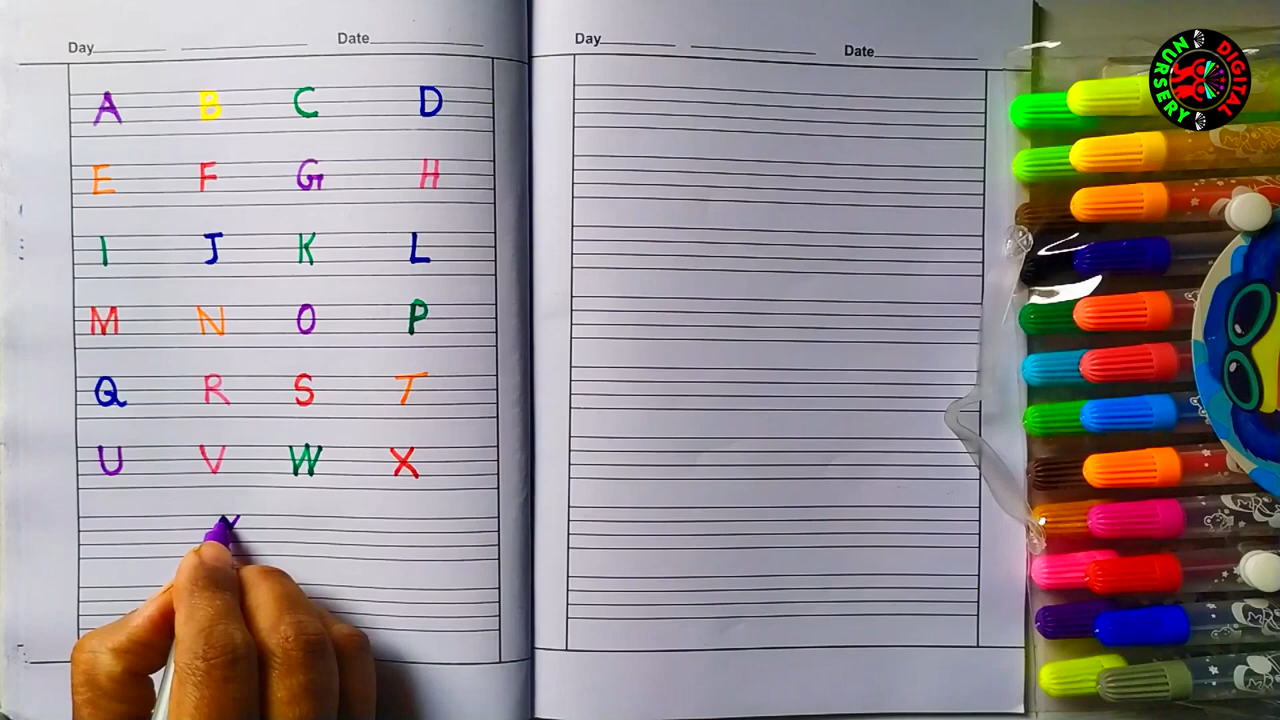 Day Date
Day Date
A B C D
E F G H
I J K L
M N O P
Q R S T
U V W X
DIGITAL NURSERY